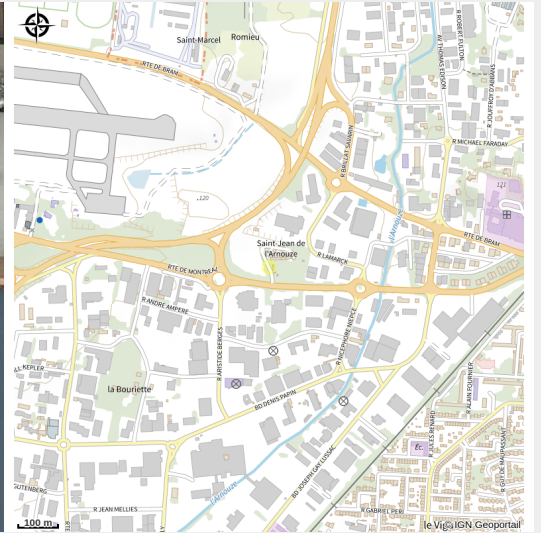 Saint-Marcel
Romieu
RTE DE BRAM
R ROBERT FULTON
AV THOMAS EDISON
R JOUFFROY D'ABBANS
R BRILLAT SAVARIN
R MICHAEL FARADAY
120
121
l'Arnouze
Saint-Jean de
l'Arnouze
R LAMARCK
RTE DE BRAM
RTE DE MONTREAL
R ANDRE AMPERE
R ARISTIDE BERGES
R NICEPHORE NIEPCE
KEPLER
la Bouriette
BD DENIS PAPIN
R ALAIN FOURNIER
R JULES RENARD
Ec.
R GUY DE MAUPASSANT
BD JOSEPH GAY LUSSAC
GUTENBERG
l'Arnouze
R JEAN MELLIES
R GABRIEL PERI
100 m
IGN Geoportail